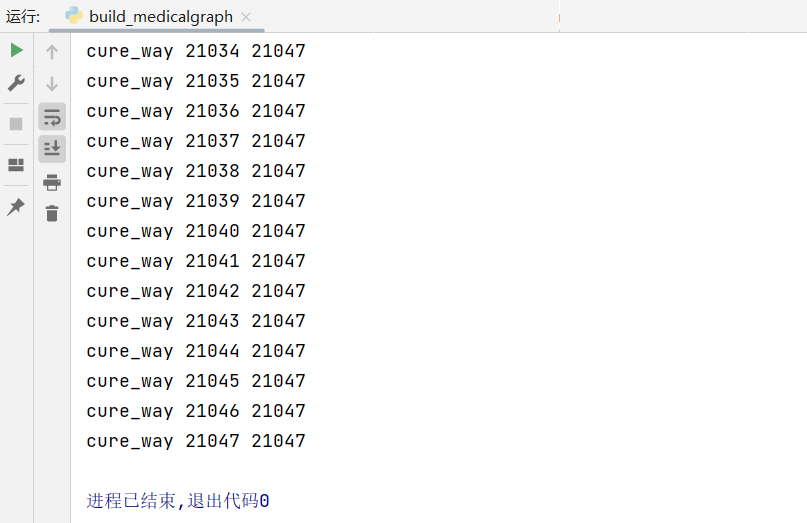 运行: build_medicalgraph
cure_way 21034 21047
cure_way 21035 21047
cure_way 21036 21047
cure_way 21037 21047
cure_way 21038 21047
cure_way 21039 21047
cure_way 21040 21047
cure_way 21041 21047
cure_way 21042 21047
cure_way 21043 21047
cure_way 21044 21047
cure_way 21045 21047
cure_way 21046 21047
cure_way 21047 21047
进程已结束,退出代码0